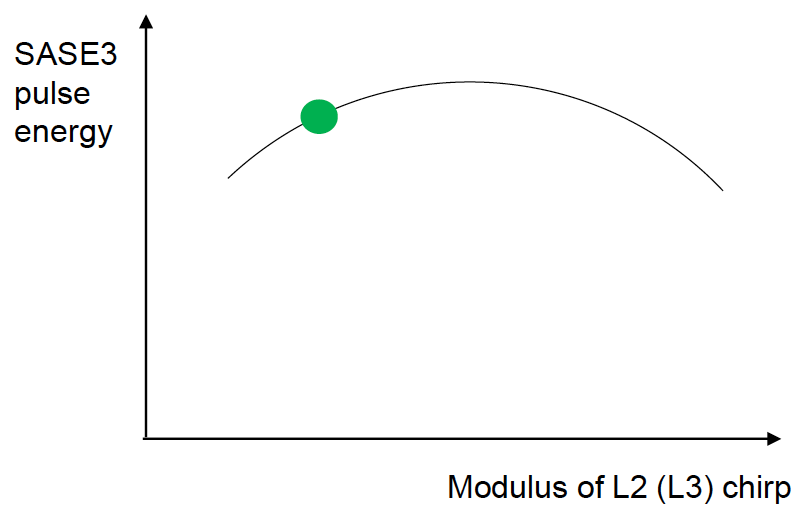 SASE3
pulse
energy
Modulus of L2 (L3) chirp